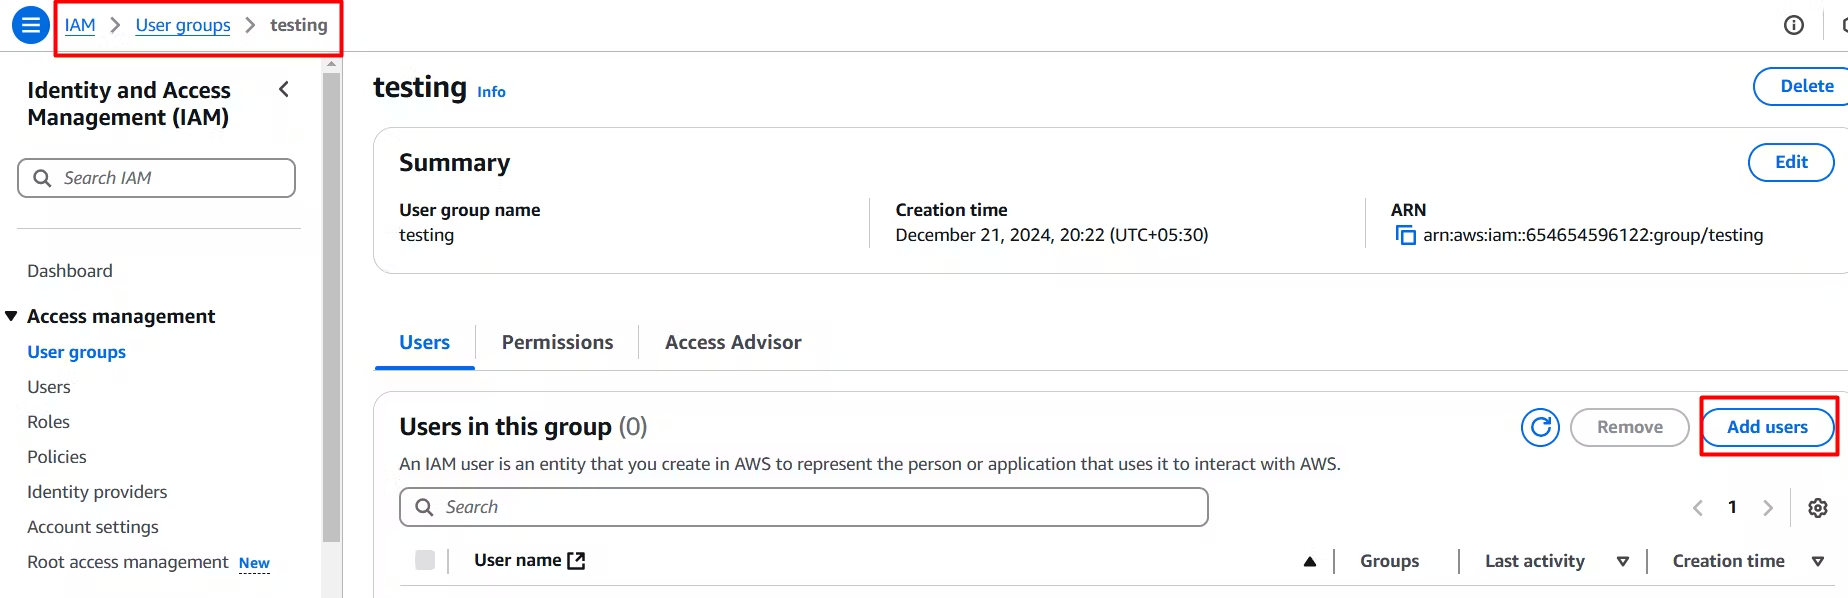 IAM > User groups > testing
Identity and Access
Management (IAM)
Search IAM
Dashboard
Access management
User groups
Users
Roles
Policies
Identity providers
Account settings
Root access management New
testing Info
Delete
Summary
Edit
User group name
testing
Creation time
December 21, 2024, 20:22 (UTC+05:30)
ARN
arn:aws:iam::654654596122:group/testing
Users
Permissions
Access Advisor
Users in this group (0)
Remove
Add users
An IAM user is an entity that you create in AWS to represent the person or application that uses it to interact with AWS.
Search
1
User name
Groups
Last activity
Creation time